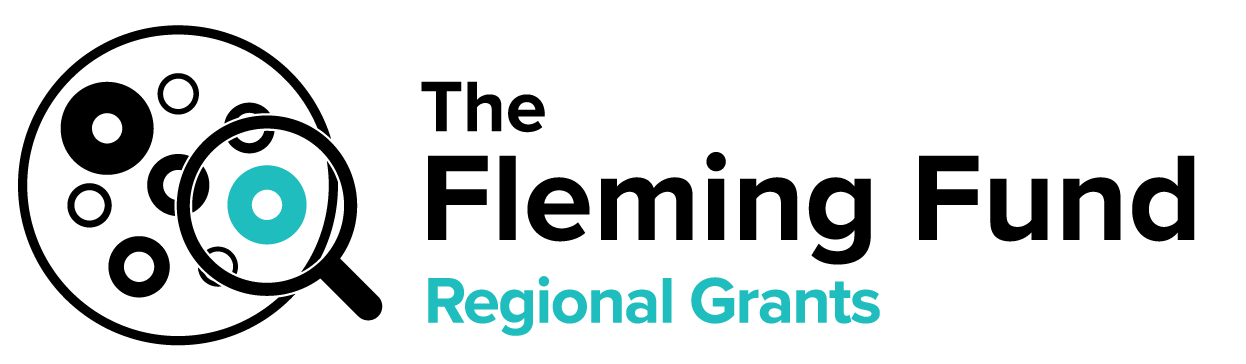 The
Fleming Fund
Regional Grants